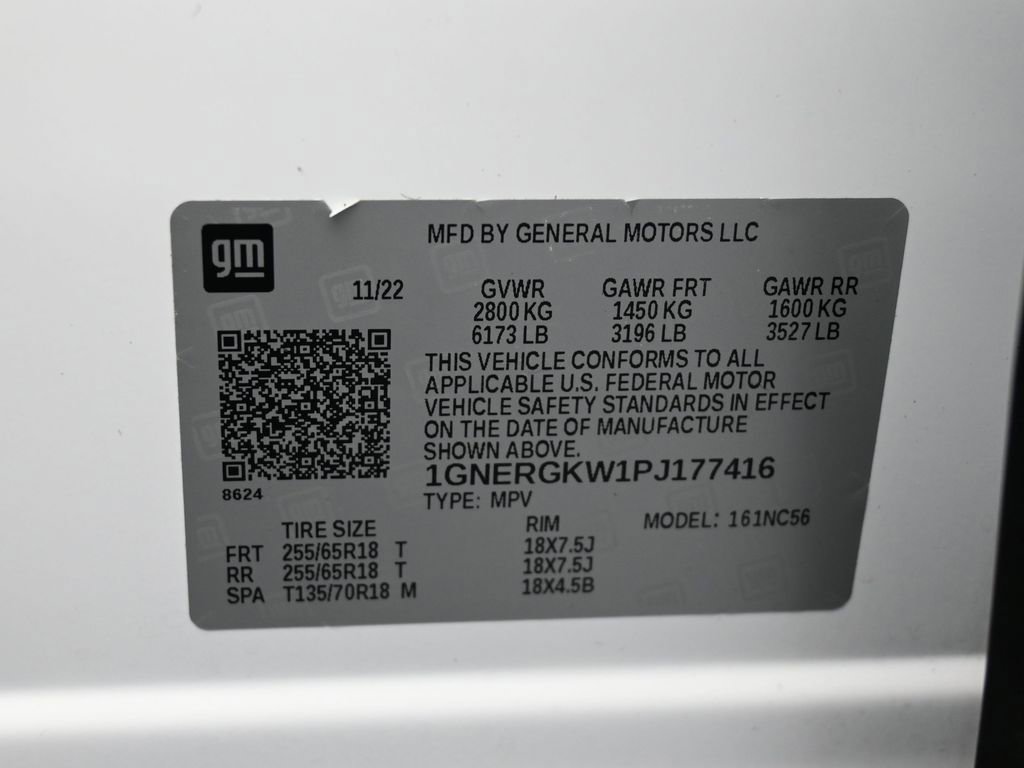 gm
MFD BY GENERAL MOTORS LLC
11/22
GVWR GAWR FRT GAWR RR
2800 KG 1450 KG 1600 KG
6173 LB 3196 LB 3527 LB
THIS VEHICLE CONFORMS TO ALL
APPLICABLE U.S. FEDERAL MOTOR
VEHICLE SAFETY STANDARDS IN EFFECT
ON THE DATE OF MANUFACTURE
SHOWN ABOVE.
1GNERGKW1PJ177416
8624
TYPE: MPV
TIRE SIZE RIM MODEL: 161NC56
FRT 255/65R18 T 18X7.5J
RR 255/65R18 T 18X7.5J
SPA T135/70R18 M 18X4.5B